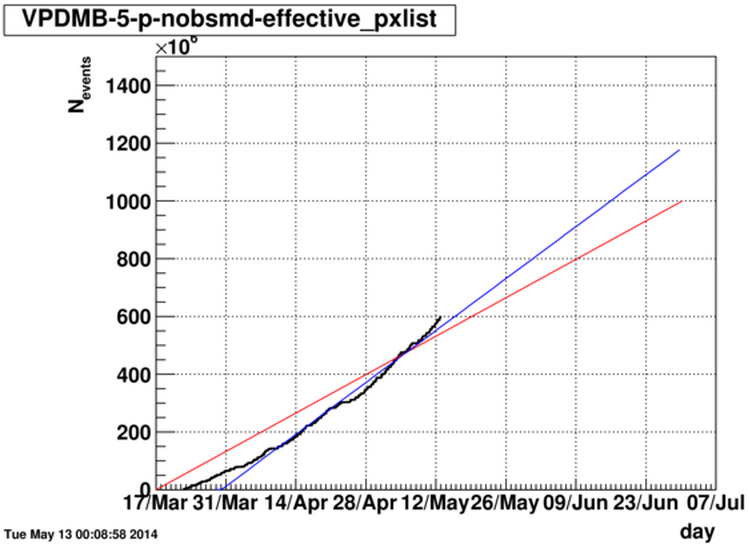 VPDMB-5-p-nobsmd-effective_pxlist
×10⁶
N events
1400
1200
1000
800
600
400
200
0
17/Mar 31/Mar 14/Apr 28/Apr 12/May 26/May 09/Jun 23/Jun 07/Jul
day
Tue May 13 00:08:58 2014